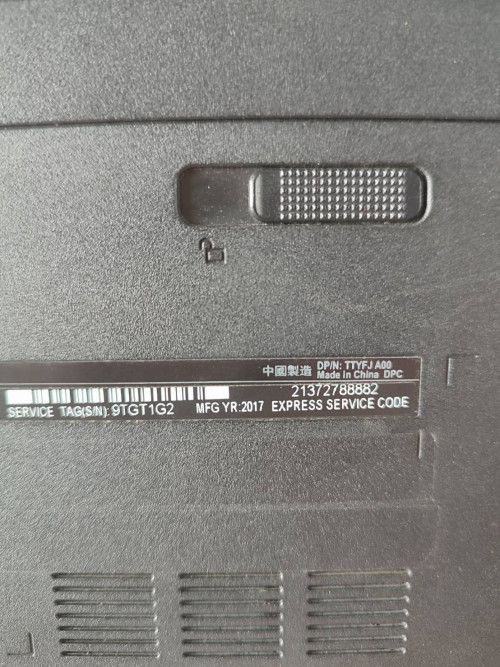 中國製造 DP/N: TTYFJ A00
Made in China DPC
21372788882
SERVICE TAG(S/N): 9TGT1G2 MFG YR:2017 EXPRESS SERVICE CODE